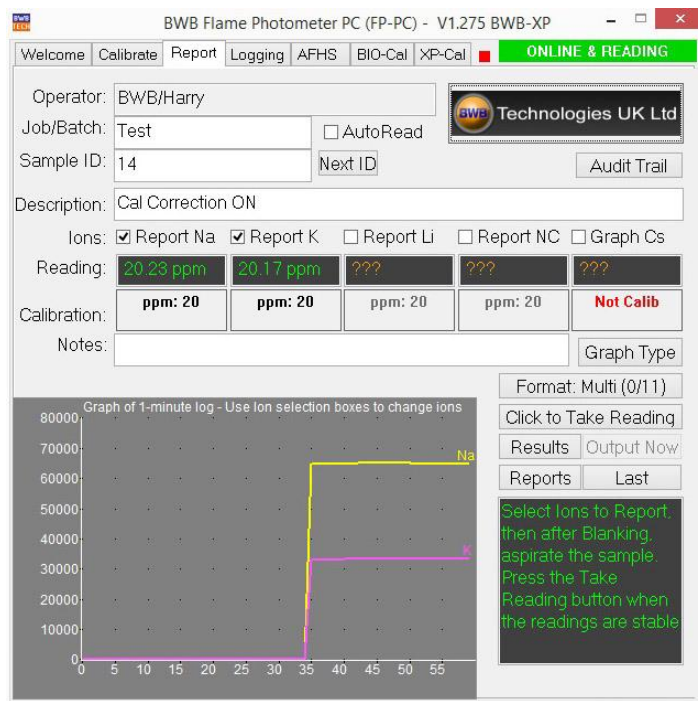 BWB TECH
BWB Flame Photometer PC (FP-PC) - V1.275 BWB-XP
Welcome Calibrate Report Logging AFHS BIO-Cal XP-Cal ONLINE & READING
Operator: BWB/Harry
BWB Technologies UK Ltd
Job/Batch: Test AutoRead
Sample ID: 14 Next ID Audit Trail
Description: Cal Correction ON
Ions: Report Na Report K Report Li Report NC Graph Cs
Reading: 20.23 ppm 20.17 ppm ??? ??? ???
Calibration: ppm: 20 ppm: 20 ppm: 20 ppm: 20 Not Calib
Notes: Graph Type
Format: Multi (0/11)
Click to Take Reading
Results Output Now
Reports Last
Graph of 1-minute log - Use Ion selection boxes to change ions
80000
70000
60000
50000
40000
30000
20000
10000
0
Na
K
0 5 10 15 20 25 30 35 40 45 50 55
Select Ions to Report,
then after Blanking,
aspirate the sample.
Press the Take
Reading button when
the readings are stable